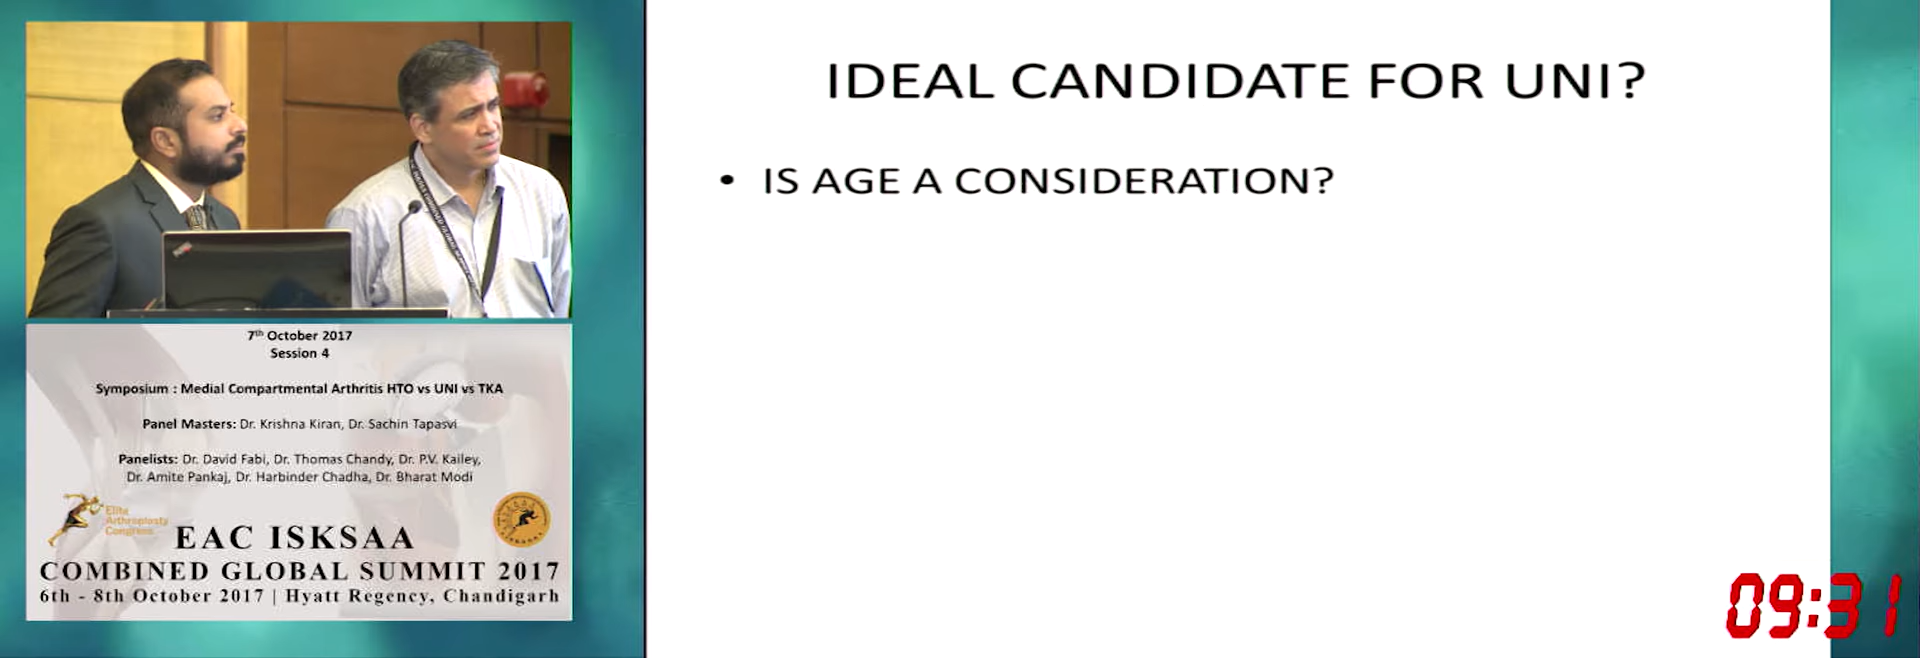 7th October 2017
Session 4
Symposium : Medial Compartmental Arthritis HTO vs UNI vs TKA
Panel Masters: Dr. Krishna Kiran, Dr. Sachin Tapasvi
Panelists: Dr. David Fabi, Dr. Thomas Chandy, Dr. P.V. Kailey,
Dr. Amite Pankaj, Dr. Harbinder Chadha, Dr. Bharat Modi
Elite
Arthroplasty
Congress
EAC ISKSAA
COMBINED GLOBAL SUMMIT 2017
6th - 8th October 2017 | Hyatt Regency, Chandigarh
IDEAL CANDIDATE FOR UNI?
• IS AGE A CONSIDERATION?
09:31